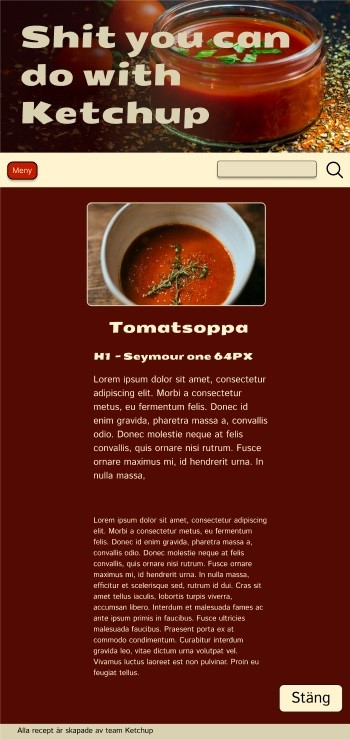 Shit you can
do with
Ketchup
Meny
Tomatsoppa
H1 - Seymour one 64PX
Lorem ipsum dolor sit amet, consectetur
adipiscing elit. Morbi a consectetur
metus, eu fermentum felis. Donec id
enim gravida, pharetra massa a, convallis
odio. Donec molestie neque at felis
convallis, quis ornare nisi rutrum. Fusce
ornare maximus mi, id hendrerit urna. In
nulla massa,
Lorem ipsum dolor sit amet, consectetur adipiscing
elit. Morbi a consectetur metus, eu fermentum
felis. Donec id enim gravida, pharetra massa a,
convallis odio. Donec molestie neque at felis
convallis, quis ornare nisi rutrum. Fusce ornare
maximus mi, id hendrerit urna. In nulla massa,
efficitur et scelerisque sed, rutrum id dui. Cras sit
amet tellus iaculis, lobortis turpis viverra,
accumsan libero. Interdum et malesuada fames ac
ante ipsum primis in faucibus. Fusce ultricies
malesuada faucibus. Praesent porta ex at
commodo condimentum. Curabitur interdum
gravida leo, vitae dictum urna volutpat vel.
Vivamus luctus laoreet est non pulvinar. Proin eu
feugiat tellus.
Stäng
Alla recept är skapade av team Ketchup